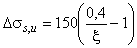 Δσs,u = 150(0,4/ξ − 1)